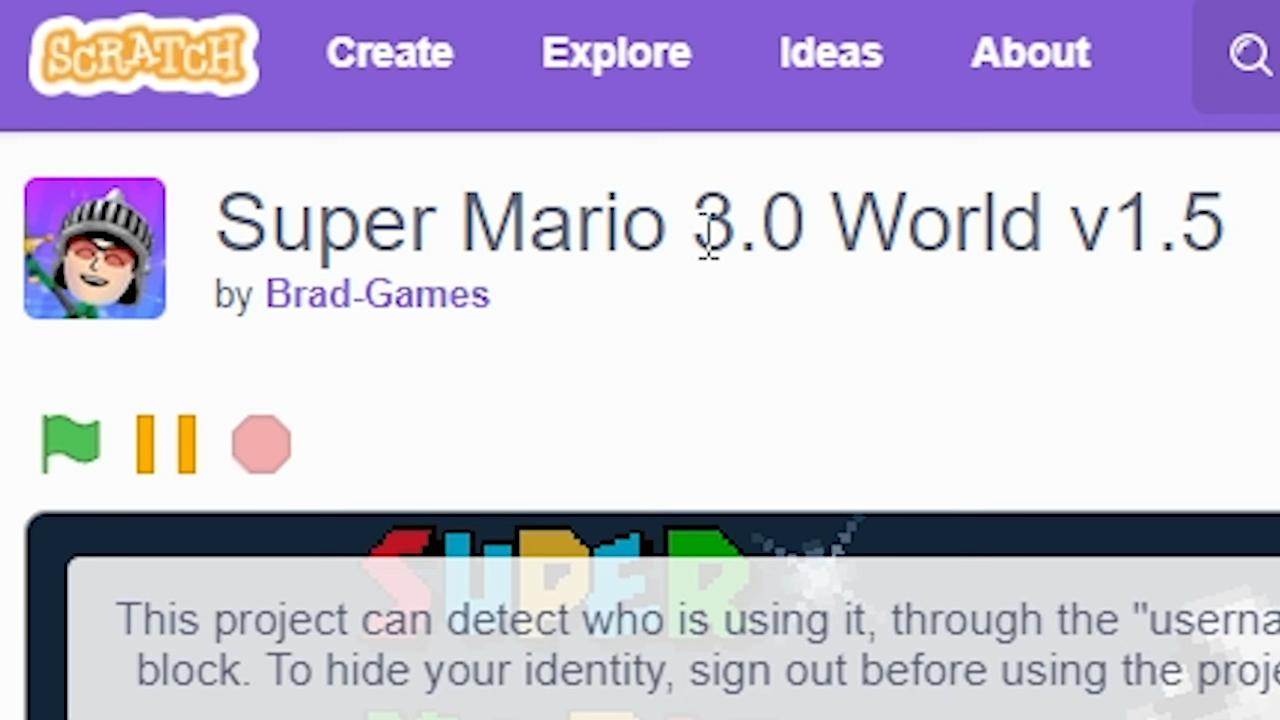 SCRATCH Create Explore Ideas About
Super Mario 3.0 World v1.5
by Brad-Games
SUPER
This project can detect who is using it, through the "userna
block. To hide your identity, sign out before using the proje